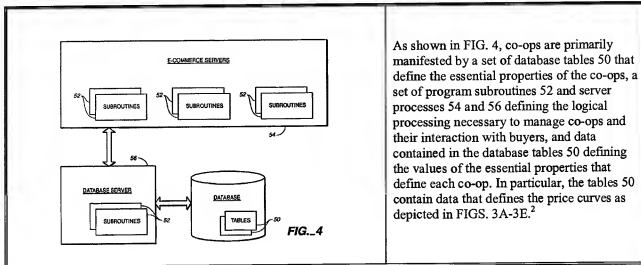 E-COMMERCE SERVERS
52 52 52
SUBROUTINES SUBROUTINES SUBROUTINES
54
56
DATABASE SERVER
SUBROUTINES
52
DATABASE
TABLES
50
FIG._4
As shown in FIG. 4, co-ops are primarily
manifested by a set of database tables 50 that
define the essential properties of the co-ops, a
set of program subroutines 52 and server
processes 54 and 56 defining the logical
processing necessary to manage co-ops and
their interaction with buyers, and data
contained in the database tables 50 defining
the values of the essential properties that
define each co-op. In particular, the tables 50
contain data that defines the price curves as
depicted in FIGS. 3A-3E.²